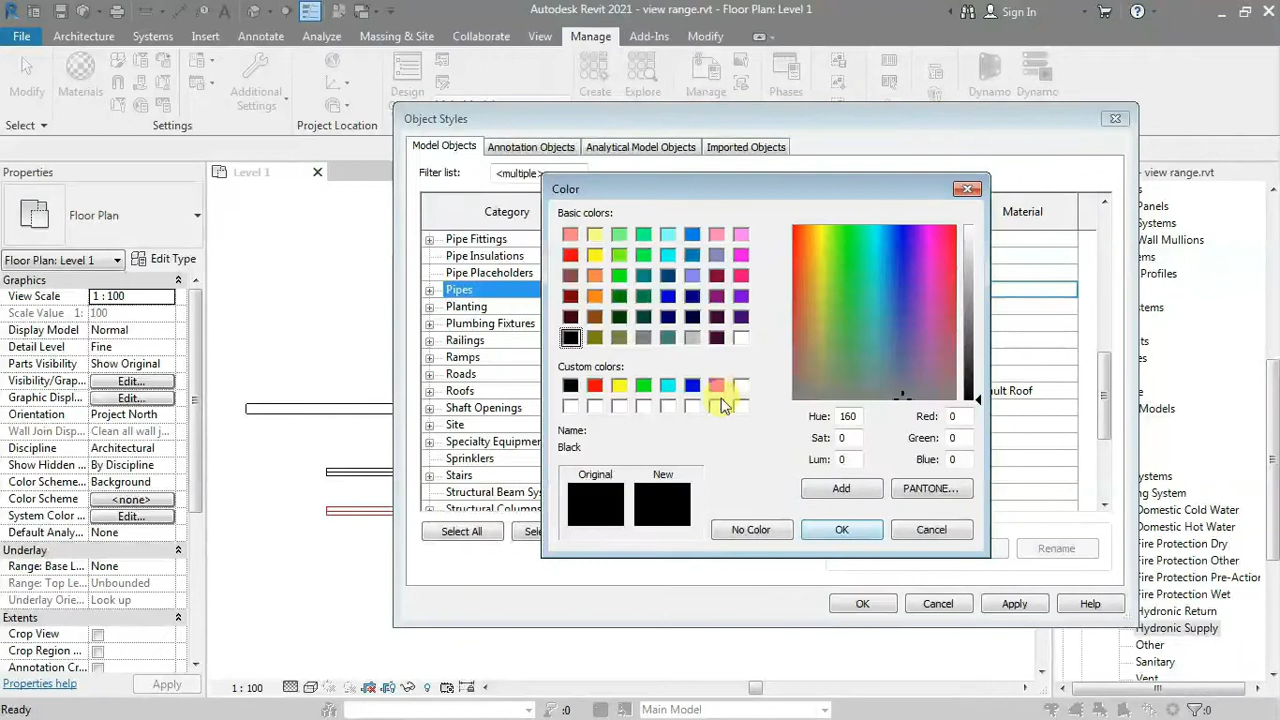 Autodesk Revit 2021 - view range.rvt - Floor Plan: Level 1
Sign In
File
Architecture
Systems
Insert
Annotate
Analyze
Massing & Site
Collaborate
View
Manage
Add-Ins
Modify
Modify
Materials
Additional
Settings
Design
Create
Explore
Manage
Phases
Dynamo
Dynamo
Select
Settings
Project Location
Properties
Floor Plan
Floor Plan: Level 1
Edit Type
Graphics
View Scale
1 : 100
Scale Value 1:
100
Display Model
Normal
Detail Level
Fine
Parts Visibility
Show Original
Visibility/Grap...
Edit...
Graphic Displ...
Edit...
Orientation
Project North
Wall Join Displ...
Clean all wall j...
Discipline
Architectural
Show Hidden ...
By Discipline
Color Scheme ...
Background
Color Scheme
<none>
System Color ...
Edit...
Default Analy...
None
Underlay
Range: Base L...
None
Range: Top Le...
Unbounded
Underlay Orie...
Look up
Extents
Crop View
Crop Region ...
Annotation Cr...
Properties help
Apply
Level 1
Object Styles
Model Objects
Annotation Objects
Analytical Model Objects
Imported Objects
Filter list:
<multiple>
Category
Material
Pipe Fittings
Pipe Insulations
Pipe Placeholders
Pipes
Planting
Plumbing Fixtures
Railings
Ramps
Roads
Roofs
ult Roof
Shaft Openings
Site
Specialty Equipmen
Sprinklers
Stairs
Structural Beam Sy
Structural Columns
Select All
Sele
Rename
OK
Cancel
Apply
Help
Color
Basic colors:
Custom colors:
Name:
Black
Original
New
Hue:
160
Red:
0
Sat:
0
Green:
0
Lum:
0
Blue:
0
Add
PANTONE...
No Color
OK
Cancel
view range.rvt
Panels
Systems
Wall Mullions
Domestic Cold Water
Domestic Hot Water
Fire Protection Dry
Fire Protection Other
Fire Protection Pre-Action
Fire Protection Wet
Hydronic Return
Hydronic Supply
Other
Sanitary
Vent
1 : 100
Ready
:0
Main Model
:0